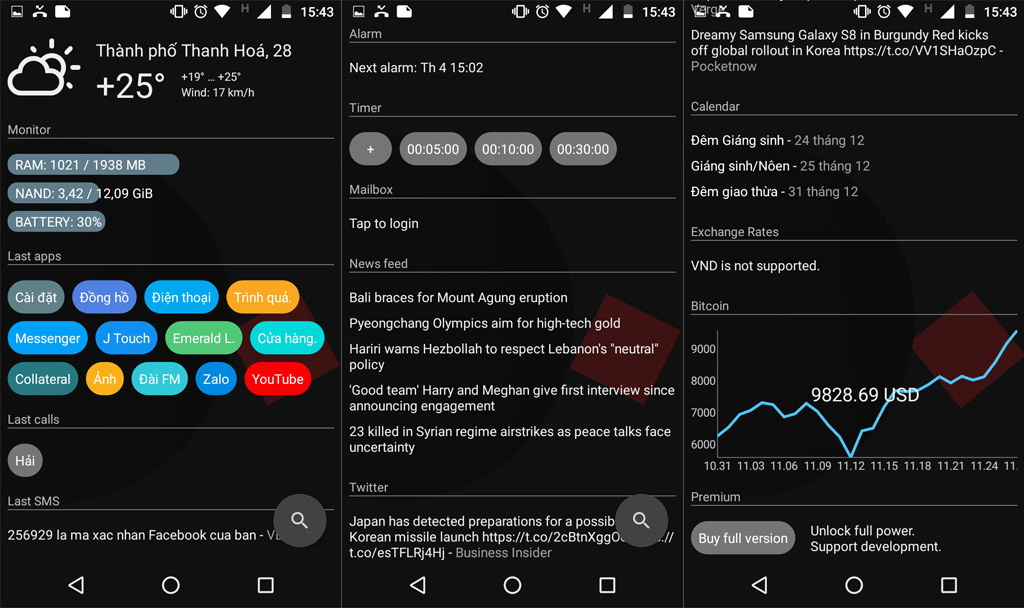 H
15:43
Thành phố Thanh Hoá, 28
+25°
+19° ... +25°
Wind: 17 km/h
Monitor
RAM: 1021 / 1938 MB
NAND: 3,42 / 12,09 GiB
BATTERY: 30%
Last apps
Cài đặt
Đồng hồ
Điện thoại
Trình quả.
Messenger
J Touch
Emerald L.
Cửa hàng.
Collateral
Ảnh
Đài FM
Zalo
YouTube
Last calls
Hải
Last SMS
256929 la ma xac nhan Facebook cua ban -
H
15:43
Alarm
Next alarm: Th 4 15:02
Timer
+
00:05:00
00:10:00
00:30:00
Mailbox
Tap to login
News feed
Bali braces for Mount Agung eruption
Pyeongchang Olympics aim for high-tech gold
Hariri warns Hezbollah to respect Lebanon's "neutral"
policy
'Good team' Harry and Meghan give first interview since
announcing engagement
23 killed in Syrian regime airstrikes as peace talks face
uncertainty
Twitter
Japan has detected preparations for a
Korean missile launch
t.co/esTFLRj4Hj - Business Insider
H
15:43
Dreamy Samsung Galaxy S8 in Burgundy Red kicks
off global rollout in Korea https://t.co/VV1SHaOzpC -
Pocketnow
Calendar
Đêm Giáng sinh - 24 tháng 12
Giáng sinh/Nôen - 25 tháng 12
Đêm giao thừa - 31 tháng 12
Exchange Rates
VND is not supported.
Bitcoin
9000
8000
7000
6000
9828.69 USD
10.31 11.03 11.06 11.09 11.12 11.15 11.18 11.21 11.24 11.
Premium
Buy full version
Unlock full power.
Support development.